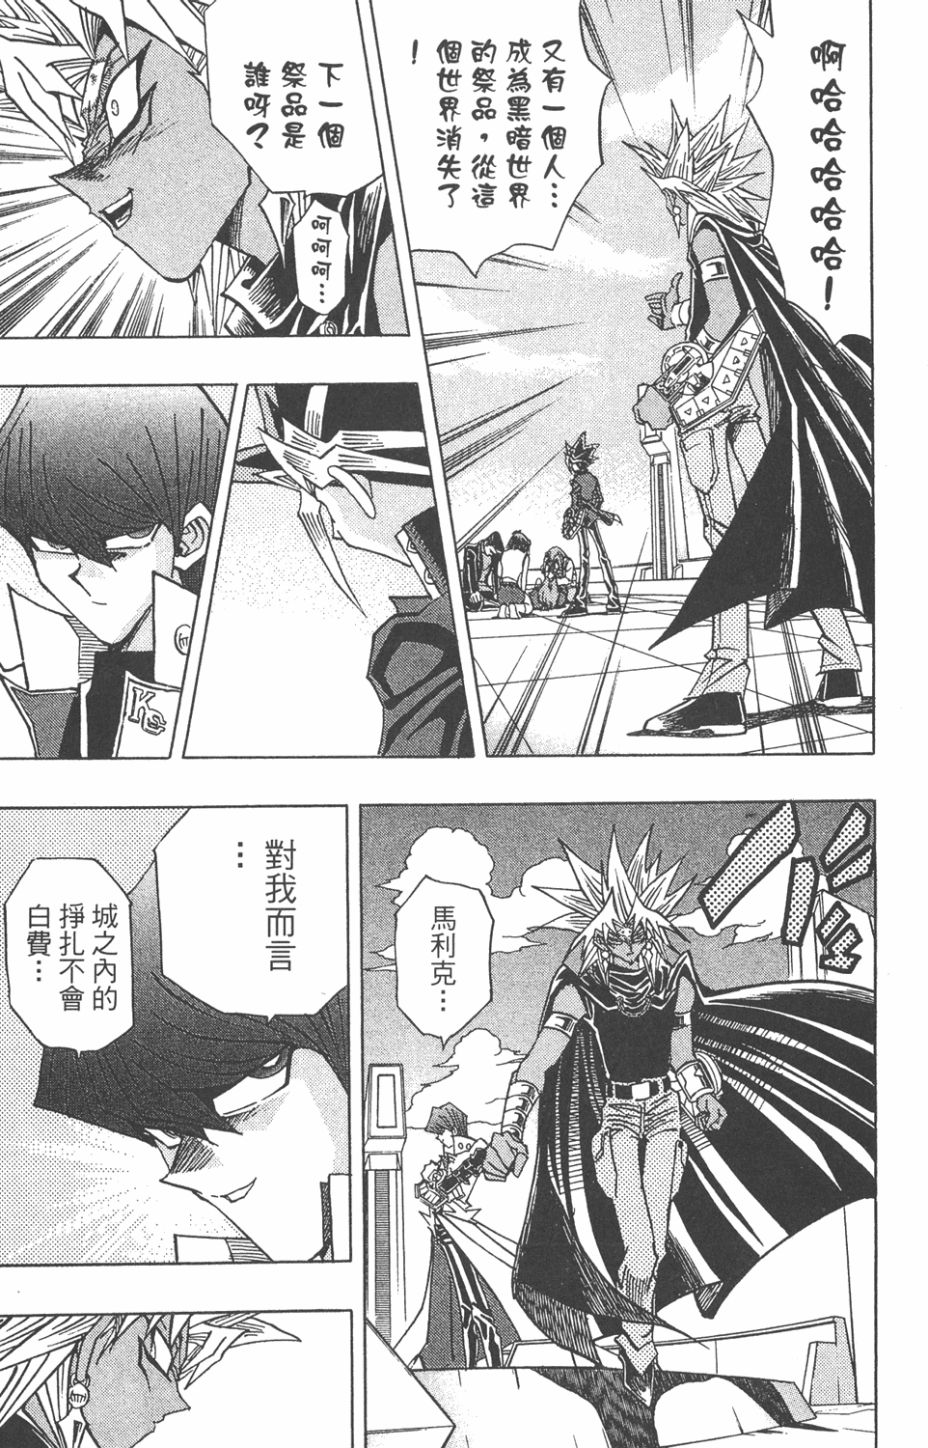 啊哈哈哈哈哈！
又有一個人…
成為黑暗世界
的祭品，從這
個世界消失了
！
下一個
祭品是
誰呀？
呵呵呵…
KC
馬利克…
對我而言
…
城之內的
掙扎不會
白費…